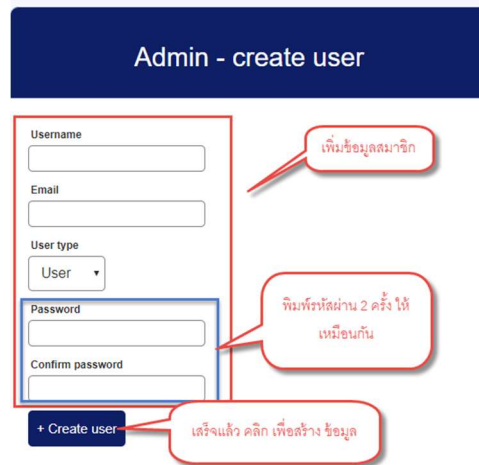 Admin - create user
Username
เพิ่มข้อมูลสมาชิก
Email
User type
User
Password
พิมพ์รหัสผ่าน 2 ครั้ง ให้
เหมือนกัน
Confirm password
+ Create user
เสร็จแล้ว คลิก เพื่อสร้าง ข้อมูล